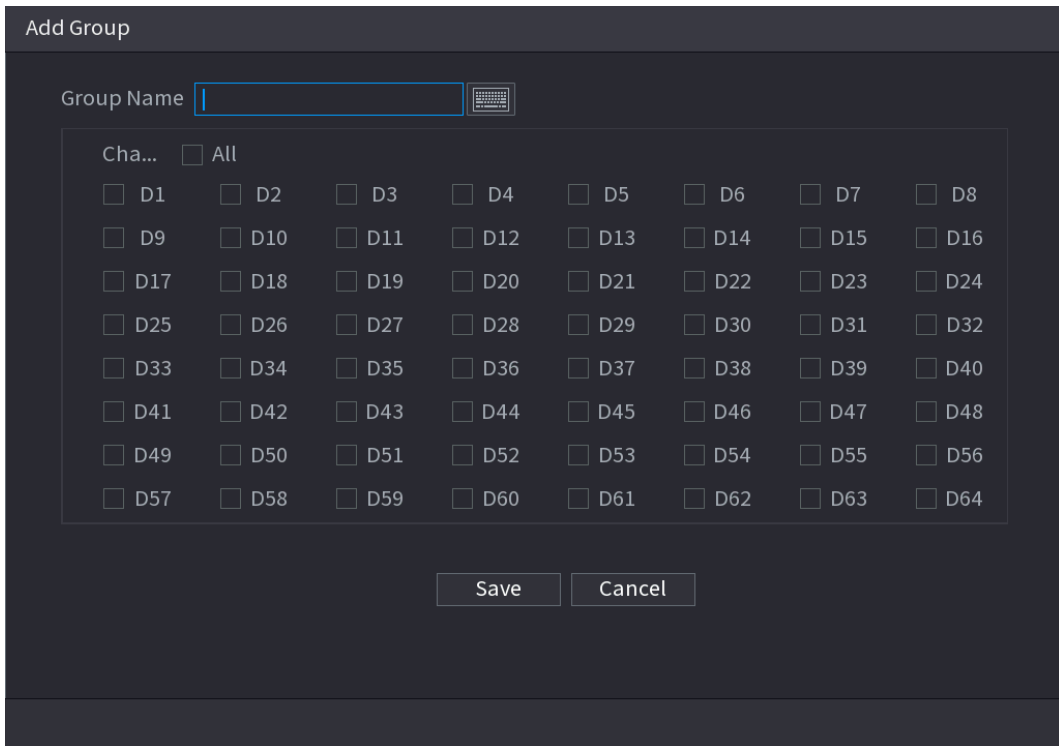 Add Group
Group Name
Cha... All
D1 D2 D3 D4 D5 D6 D7 D8
D9 D10 D11 D12 D13 D14 D15 D16
D17 D18 D19 D20 D21 D22 D23 D24
D25 D26 D27 D28 D29 D30 D31 D32
D33 D34 D35 D36 D37 D38 D39 D40
D41 D42 D43 D44 D45 D46 D47 D48
D49 D50 D51 D52 D53 D54 D55 D56
D57 D58 D59 D60 D61 D62 D63 D64
Save Cancel